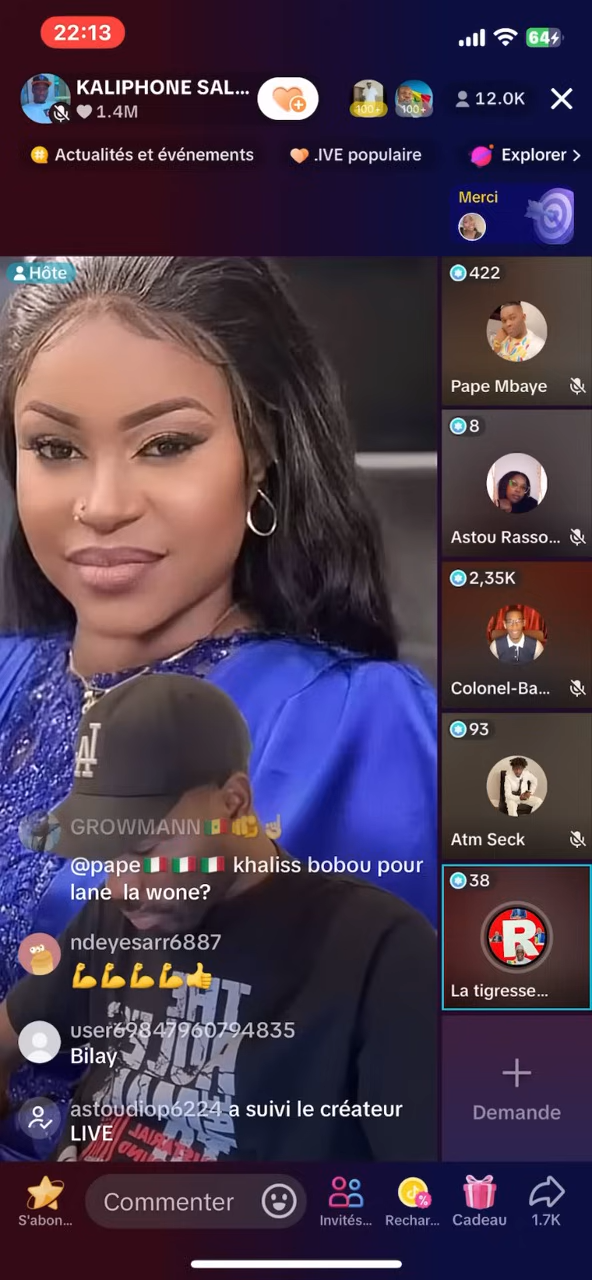 22:13
64
KALIPHONE SAL...
1.4M
100+
100+
12.0K
Actualités et événements
.IVE populaire
Explorer >
Merci
Hôte
422
Pape Mbaye
8
Astou Rasso...
2,35K
Colonel-Ba...
93
Atm Seck
38
R
La tigresse...
Demande
GROWMANN
@pape🇮🇹🇮🇹🇮🇹 khaliss bobou pour
lane la wone?
ndeyesarr6887
💪💪💪💪👍
user69847960794835
Bilay
astoudiop6224 a suivi le créateur
LIVE
S'abon...
Commenter
Invités...
Rechar...
Cadeau
1.7K